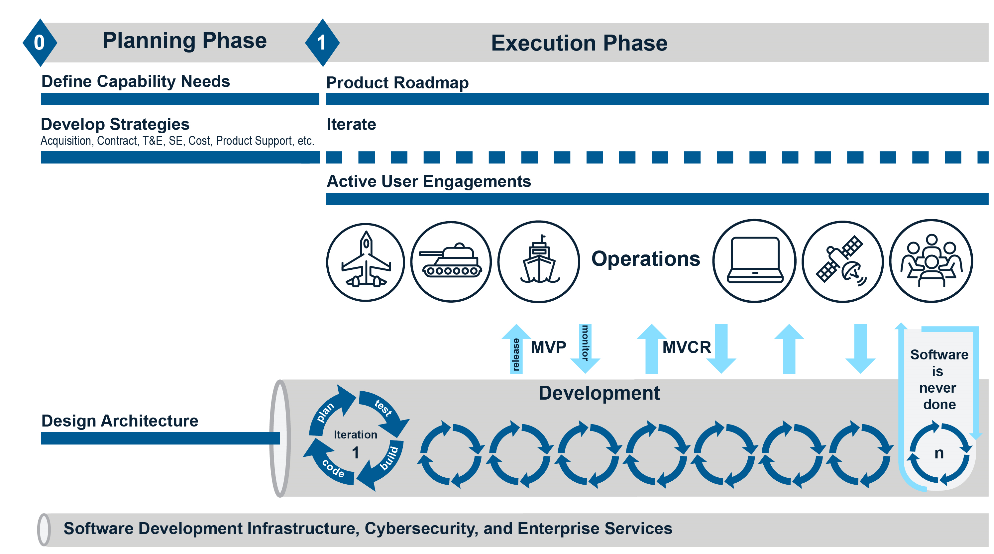 0
Planning Phase
1
Execution Phase
Define Capability Needs
Product Roadmap
Develop Strategies
Acquisition, Contract, T&E, SE, Cost, Product Support, etc.
Iterate
Active User Engagements
Operations
release
MVP
monitor
MVCR
Software
is
never
done
Development
Design Architecture
plan
test
Iteration
1
code
build
n
Software Development Infrastructure, Cybersecurity, and Enterprise Services